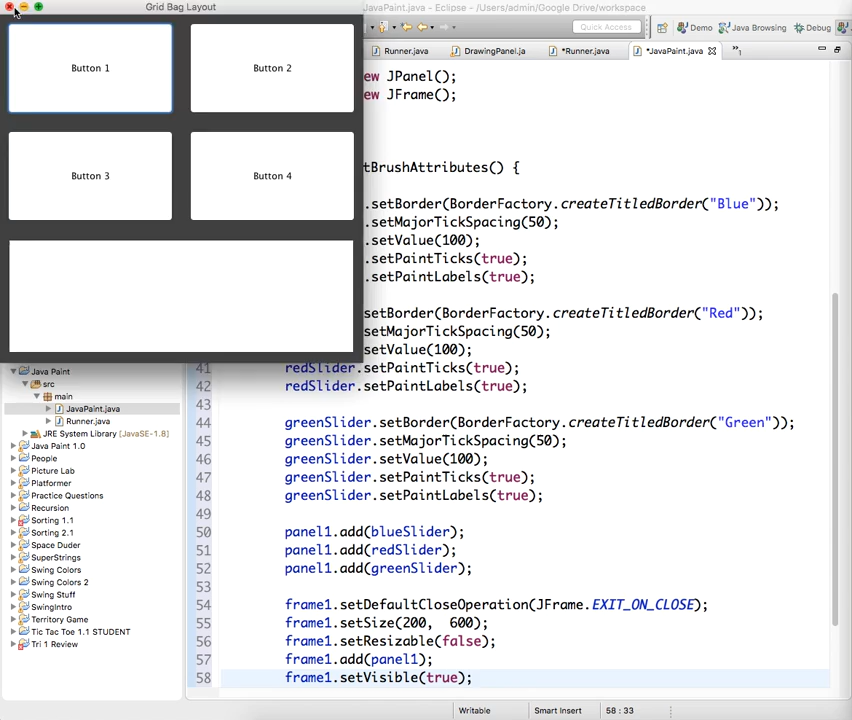 Grid Bag Layout
JavaPaint.java - Eclipse - /Users/admin/Google Drive/workspace
Quick Access
Demo
Java Browsing
Debug
Runner.java
DrawingPanel.ja
*Runner.java
*JavaPaint.java
»1
Button 1
Button 2
Button 3
Button 4
ew JPanel();
ew JFrame();
tBrushAttributes() {
.setBorder(BorderFactory.createTitledBorder("Blue"));
.setMajorTickSpacing(50);
.setValue(100);
.setPaintTicks(true);
.setPaintLabels(true);
setBorder(BorderFactory.createTitledBorder("Red"));
setMajorTickSpacing(50);
setValue(100);
41 redSlider.setPaintTicks(true);
42 redSlider.setPaintLabels(true);
43
44 greenSlider.setBorder(BorderFactory.createTitledBorder("Green"));
45 greenSlider.setMajorTickSpacing(50);
46 greenSlider.setValue(100);
47 greenSlider.setPaintTicks(true);
48 greenSlider.setPaintLabels(true);
49
50 panel1.add(blueSlider);
51 panel1.add(redSlider);
52 panel1.add(greenSlider);
53
54 frame1.setDefaultCloseOperation(JFrame.EXIT_ON_CLOSE);
55 frame1.setSize(200, 600);
56 frame1.setResizable(false);
57 frame1.add(panel1);
58 frame1.setVisible(true);
Java Paint
src
main
JavaPaint.java
Runner.java
JRE System Library [JavaSE-1.8]
Java Paint 1.0
People
Picture Lab
Platformer
Practice Questions
Recursion
Sorting 1.1
Sorting 2.1
Space Duder
SuperStrings
Swing Colors
Swing Colors 2
Swing Stuff
SwingIntro
Territory Game
Tic Tac Toe 1.1 STUDENT
Tri 1 Review
Writable
Smart Insert
58 : 33